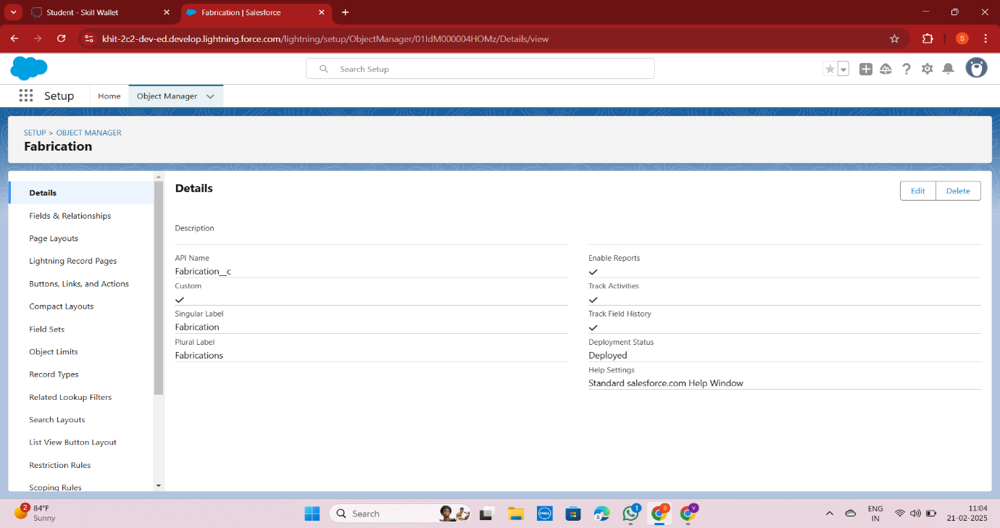 Student - Skill Wallet
Fabrication | Salesforce
khit-2c2-dev-ed.develop.lightning.force.com/lightning/setup/ObjectManager/01IdM000004HOMz/Details/view
S
Search Setup
Setup
Home
Object Manager
SETUP > OBJECT MANAGER
Fabrication
Details
Fields & Relationships
Page Layouts
Lightning Record Pages
Buttons, Links, and Actions
Compact Layouts
Field Sets
Object Limits
Record Types
Related Lookup Filters
Search Layouts
List View Button Layout
Restriction Rules
Scoping Rules
Details
Edit
Delete
Description
API Name
Fabrication__c
Custom
Singular Label
Fabrication
Plural Label
Fabrications
Enable Reports
Track Activities
Track Field History
Deployment Status
Deployed
Help Settings
Standard salesforce.com Help Window
2
84°F
Sunny
Search
DELL
1
S
V
ENG
IN
11:04
21-02-2025